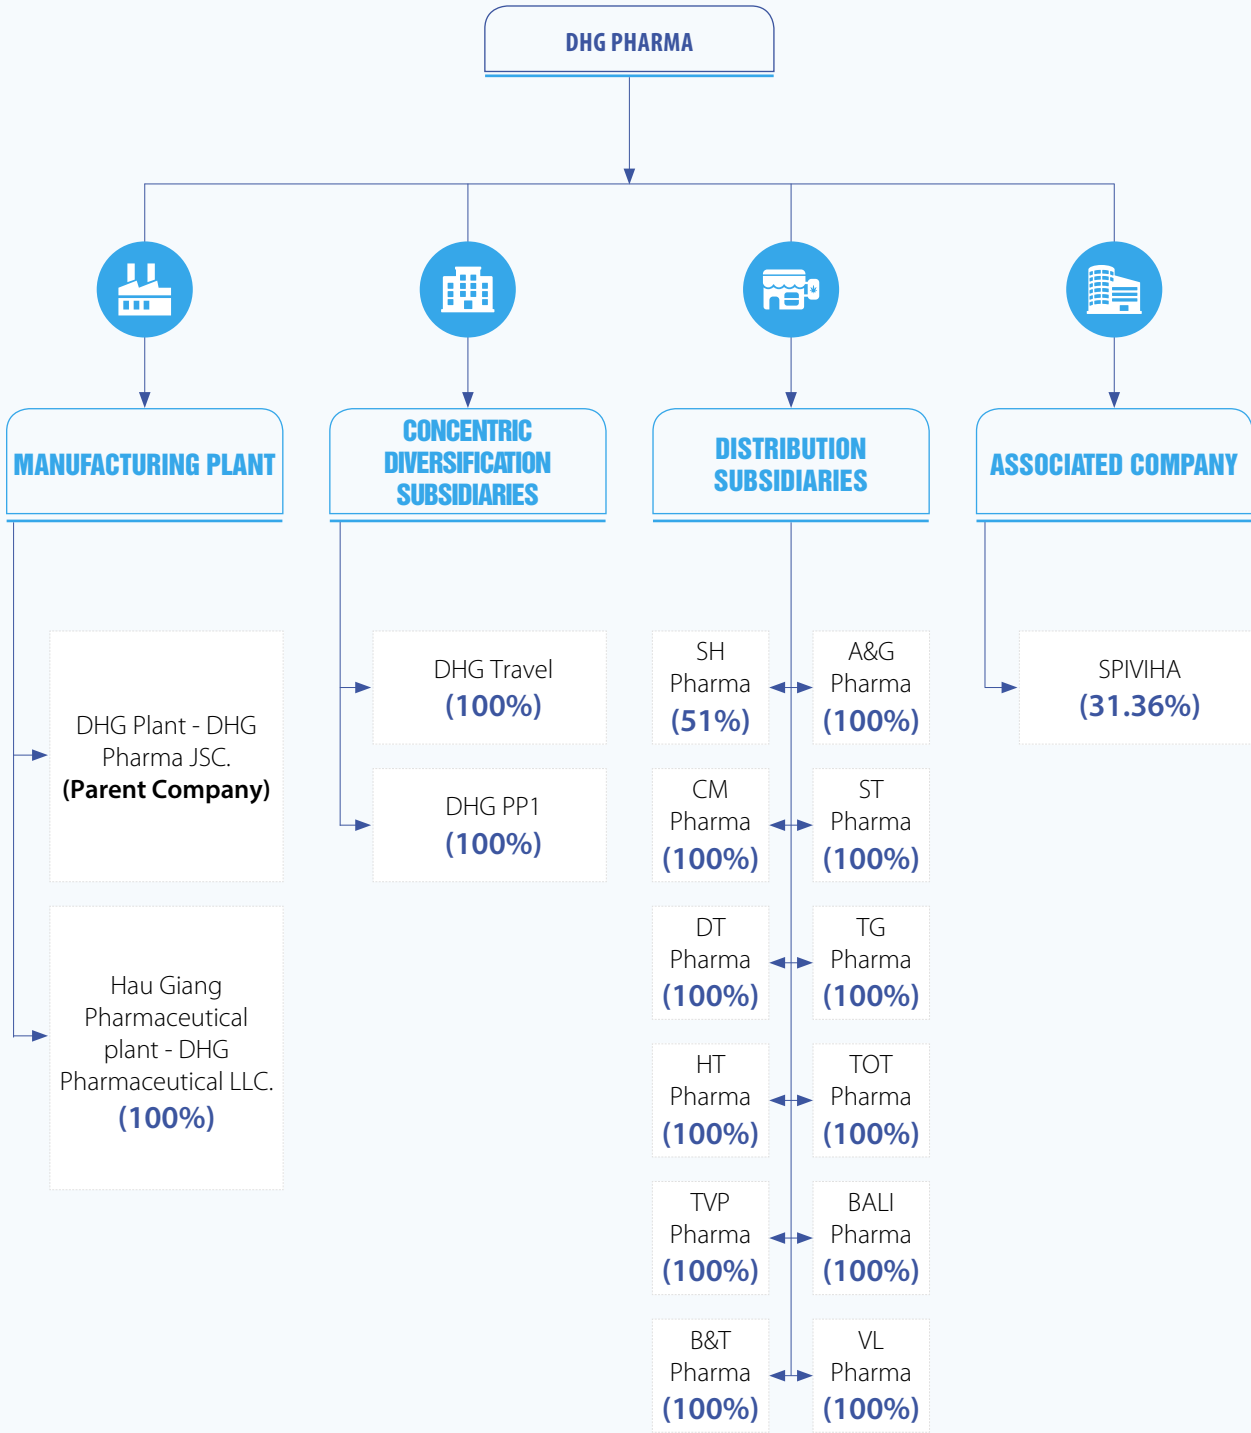 DHG PHARMA
MANUFACTURING PLANT
DHG Plant - DHG
Pharma JSC.
(Parent Company)
Hau Giang
Pharmaceutical
plant - DHG
Pharmaceutical LLC.
(100%)
CONCENTRIC
DIVERSIFICATION
SUBSIDIARIES
DHG Travel
(100%)
DHG PP1
(100%)
DISTRIBUTION
SUBSIDIARIES
SH
Pharma
(51%)
A&G
Pharma
(100%)
CM
Pharma
(100%)
ST
Pharma
(100%)
DT
Pharma
(100%)
TG
Pharma
(100%)
HT
Pharma
(100%)
TOT
Pharma
(100%)
TVP
Pharma
(100%)
BALI
Pharma
(100%)
B&T
Pharma
(100%)
VL
Pharma
(100%)
ASSOCIATED COMPANY
SPIVIHA
(31.36%)